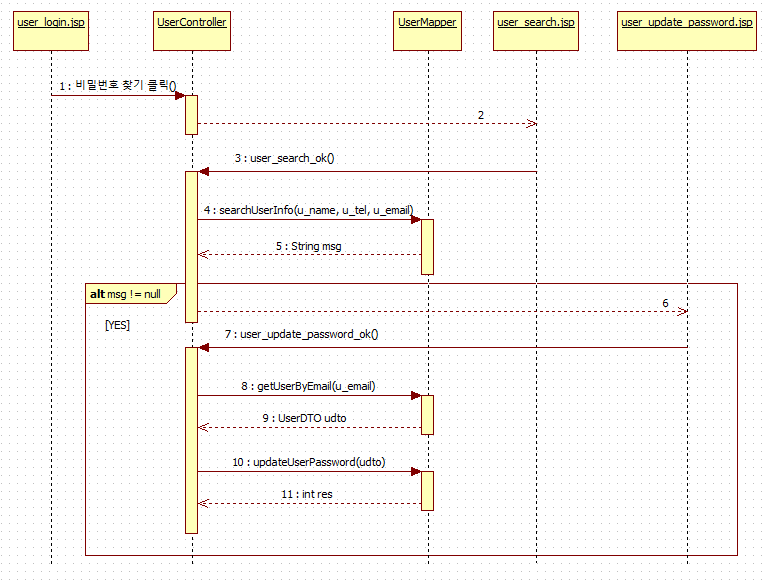 user_login.jsp
UserController
UserMapper
user_search.jsp
user_update_password.jsp
1 : 비밀번호 찾기 클릭()
2
3 : user_search_ok()
4 : searchUserInfo(u_name, u_tel, u_email)
5 : String msg
alt msg != null
6
[YES]
7 : user_update_password_ok()
8 : getUserByEmail(u_email)
9 : UserDTO udto
10 : updateUserPassword(udto)
11 : int res